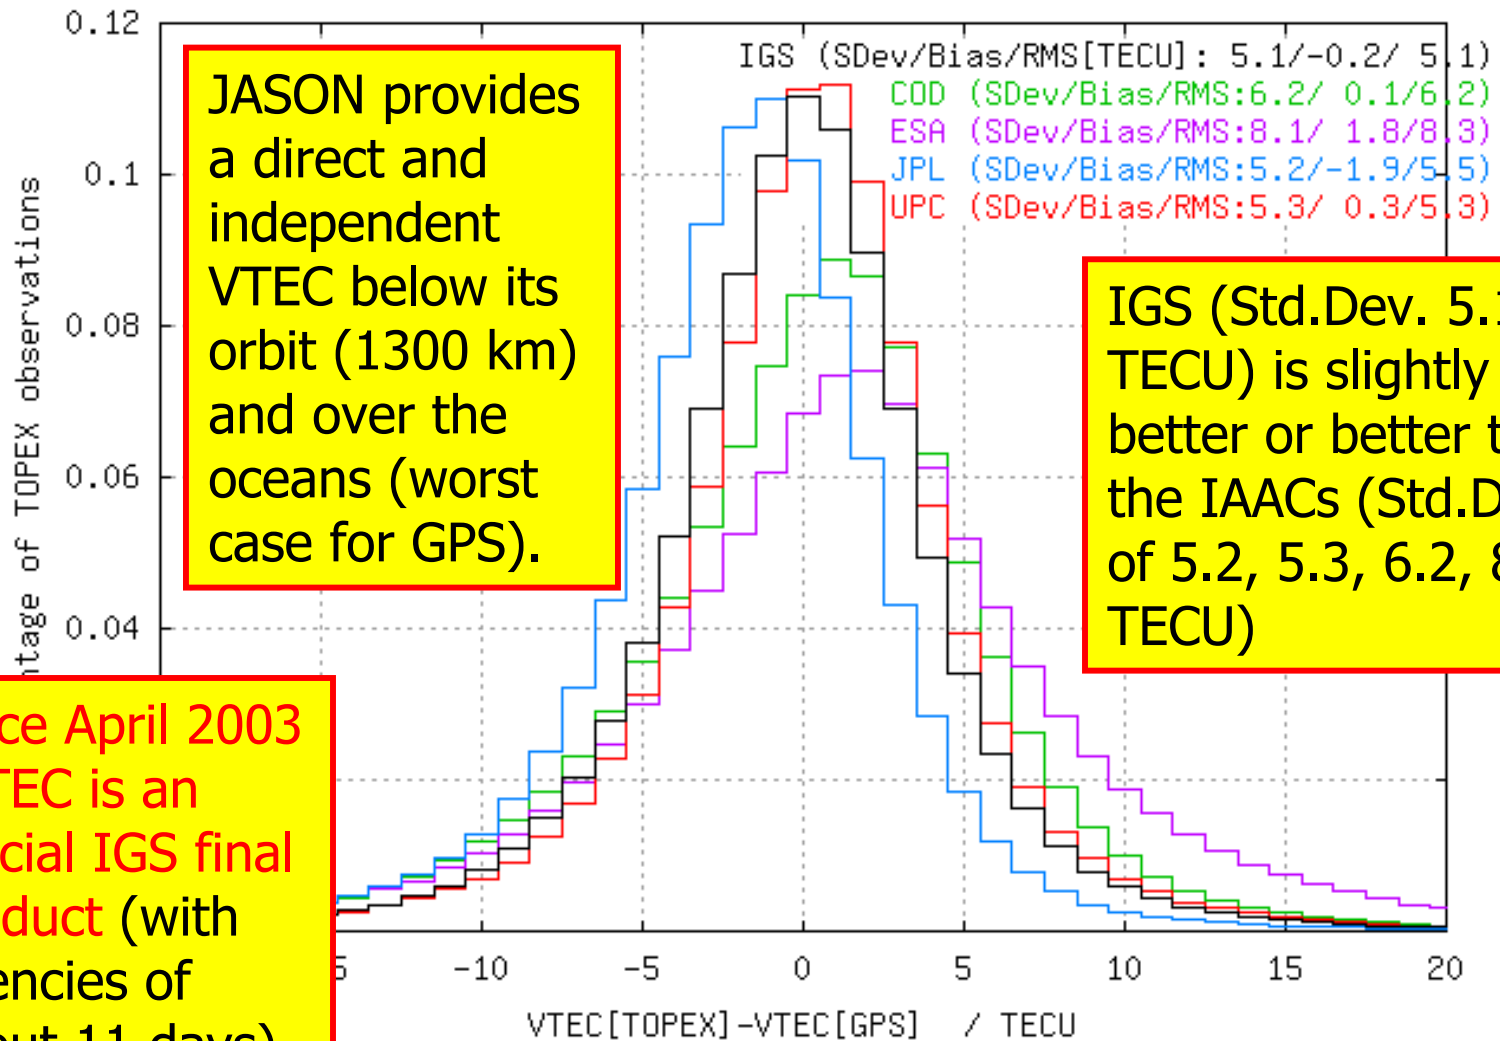 0.12
0.1
0.08
0.06
0.04
of TOPEX observations
JASON provides
a direct and
independent
VTEC below its
orbit (1300 km)
and over the
oceans (worst
case for GPS).
IGS (SDev/Bias/RMS[TECU]: 5.1/-0.2/ 5.1)
COD (SDev/Bias/RMS:6.2/ 0.1/6.2)
ESA (SDev/Bias/RMS:8.1/ 1.8/8.3)
JPL (SDev/Bias/RMS:5.2/-1.9/5.5)
UPC (SDev/Bias/RMS:5.3/ 0.3/5.3)
IGS (Std.Dev. 5.1
TECU) is slightly
better or better
the IAACs (Std.D
of 5.2, 5.3, 6.2,
TECU)
April 2003
TEC is an
cial IGS final
duct (with
encies of
11 days)
5 -10 -5 0 5 10 15 20
VTEC[TOPEX]-VTEC[GPS] / TECU